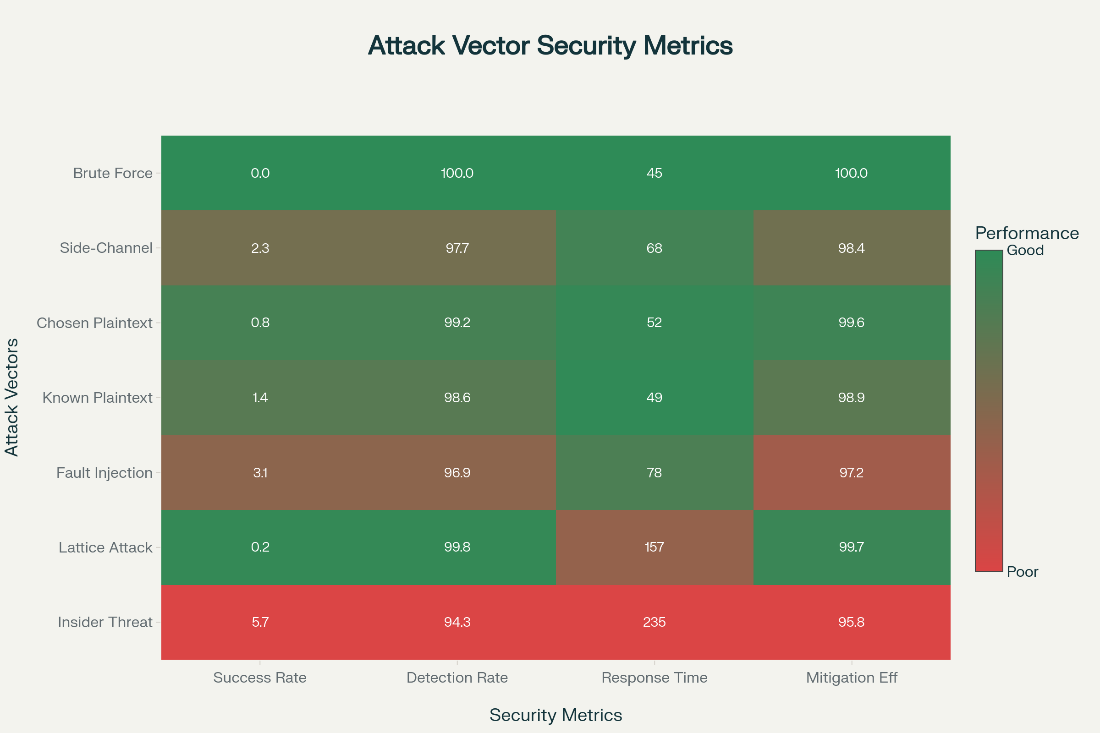 Attack Vector Security Metrics
Brute Force 0.0 100.0 45 100.0
Side-Channel 2.3 97.7 68 98.4
Chosen Plaintext 0.8 99.2 52 99.6
Known Plaintext 1.4 98.6 49 98.9
Fault Injection 3.1 96.9 78 97.2
Lattice Attack 0.2 99.8 157 99.7
Insider Threat 5.7 94.3 235 95.8
Success Rate Detection Rate Response Time Mitigation Eff
Security Metrics
Attack Vectors
Performance
Good
Poor